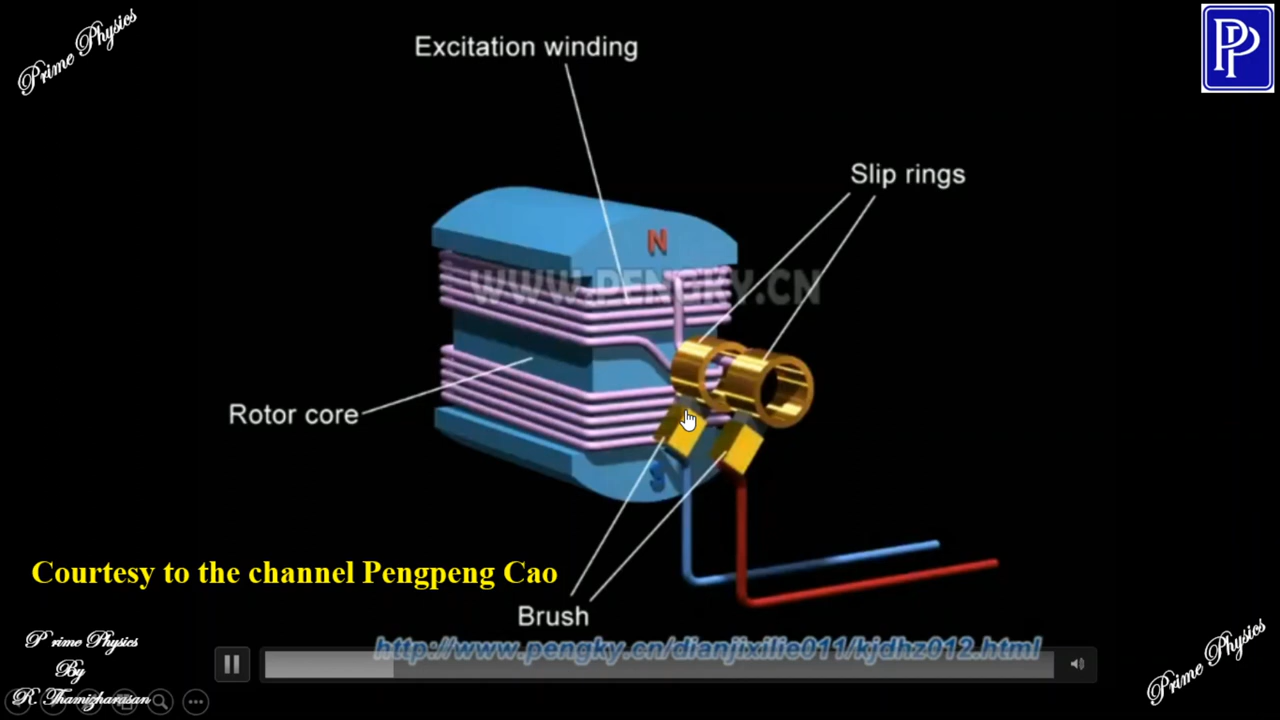 Prime Physics
PP
Excitation winding
Slip rings
N
WWW.PENGKY.CN
Rotor core
S
Courtesy to the channel Pengpeng Cao
Brush
http://www.pengky.cn/dianjixilie011/kjdhz012.html
Prime Physics
By
R. Thamizharasan
Prime Physics